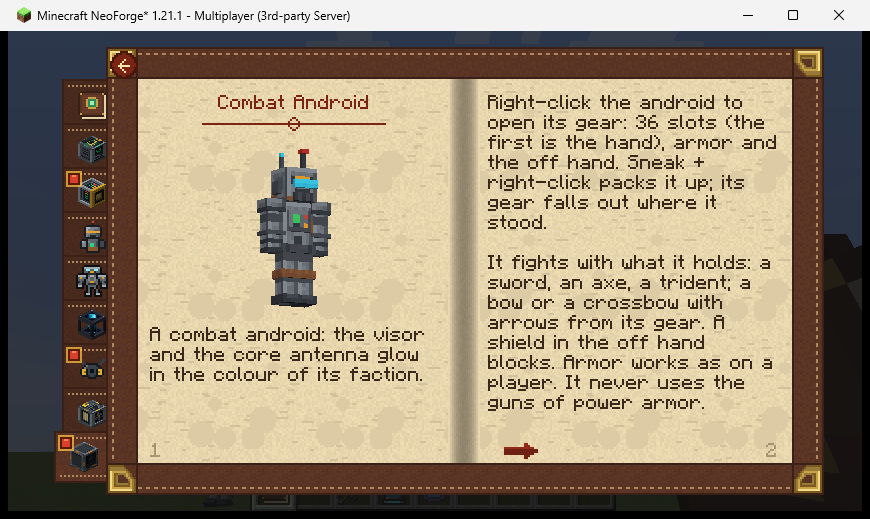 Minecraft NeoForge* 1.21.1 - Multiplayer (3rd-party Server)
Combat Android
A combat android: the visor
and the core antenna glow
in the colour of its faction.
1
Right-click the android to
open its gear: 36 slots (the
first is the hand), armor and
the off hand. Sneak +
right-click packs it up; its
gear falls out where it
stood.
It fights with what it holds: a
sword, an axe, a trident; a
bow or a crossbow with
arrows from its gear. A
shield in the off hand
blocks. Armor works as on a
player. It never uses the
guns of power armor.
2